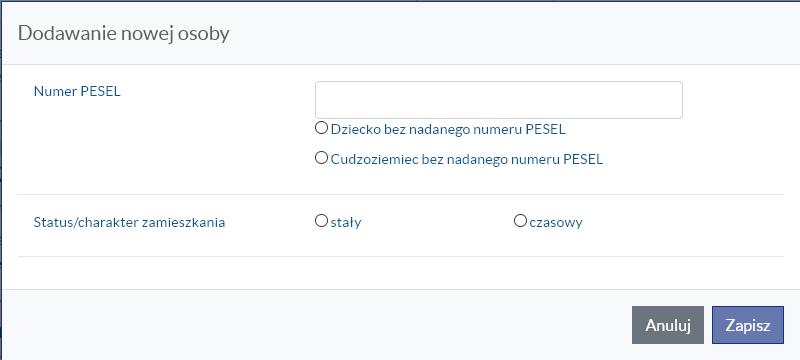 Dodawanie nowej osoby
Numer PESEL
Dziecko bez nadanego numeru PESEL
Cudzoziemiec bez nadanego numeru PESEL
Status/charakter zamieszkania stały czasowy
Anuluj Zapisz